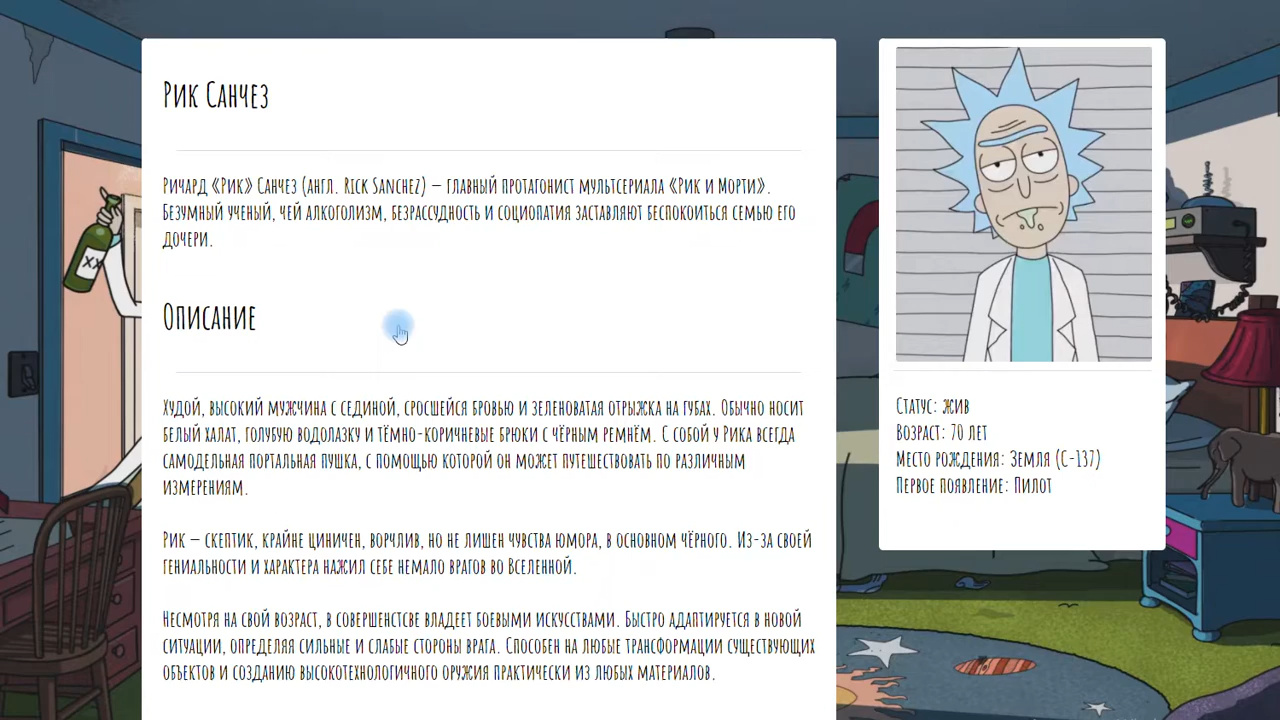 Рик Санчез
Ричард «Рик» Санчез (англ. Rick Sanchez) — главный протагонист мультсериала «Рик и Морти».
Безумный ученый, чей алкоголизм, безрассудность и социопатия заставляют беспокоиться семью его
дочери.
Описание
Худой, высокий мужчина с сединой, сросшейся бровью и зеленоватая отрыжка на губах. Обычно носит
белый халат, голубую водолазку и тёмно-коричневые брюки с чёрным ремнём. С собой у Рика всегда
самодельная портальная пушка, с помощью которой он может путешествовать по различным
измерениям.
Рик — скептик, крайне циничен, ворчлив, но не лишен чувства юмора, в основном чёрного. Из-за своей
гениальности и характера нажил себе немало врагов во Вселенной.
Несмотря на свой возраст, в совершенстсве владеет боевыми искусствами. Быстро адаптируется в новой
ситуации, определяя сильные и слабые стороны врага. Способен на любые трансформации существующих
объектов и созданию высокотехнологичного оружия практически из любых материалов.
Статус: жив
Возраст: 70 лет
Место рождения: Земля (C-137)
Первое появление: Пилот
XX